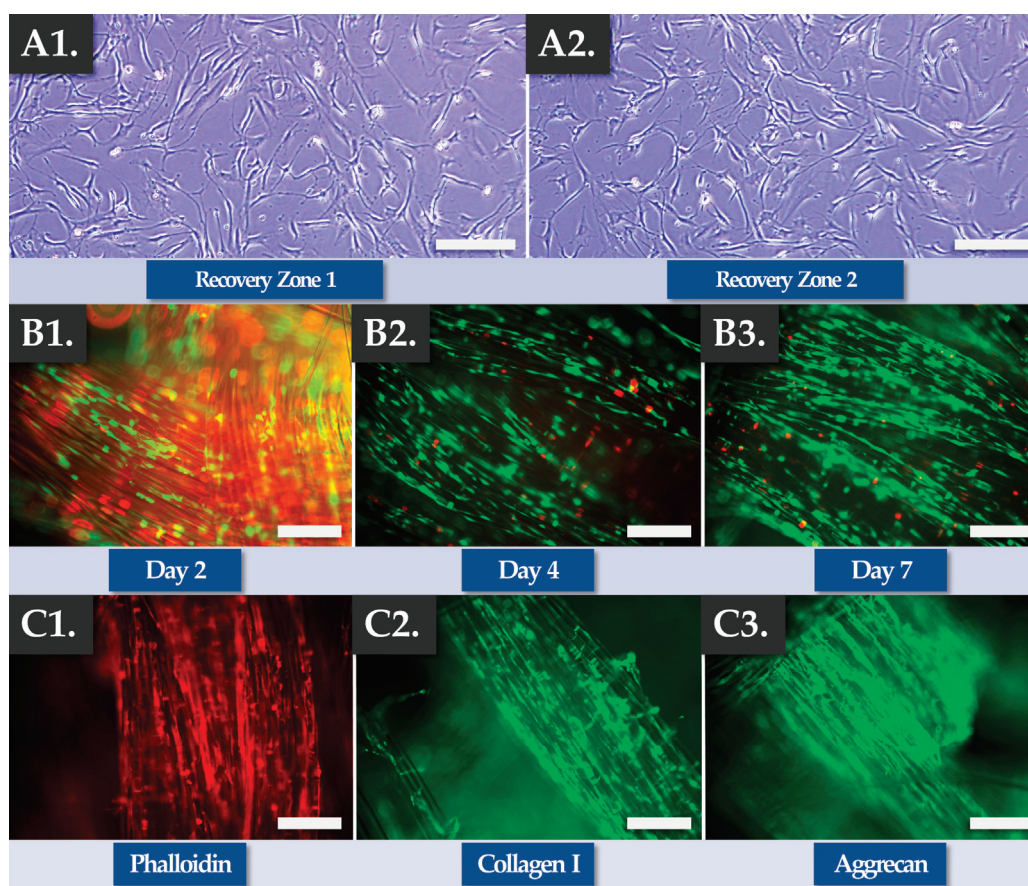 A1.
A2.
Recovery Zone 1
Recovery Zone 2
B1.
B2.
B3.
Day 2
Day 4
Day 7
C1.
C2.
C3.
Phalloidin
Collagen I
Aggrecan